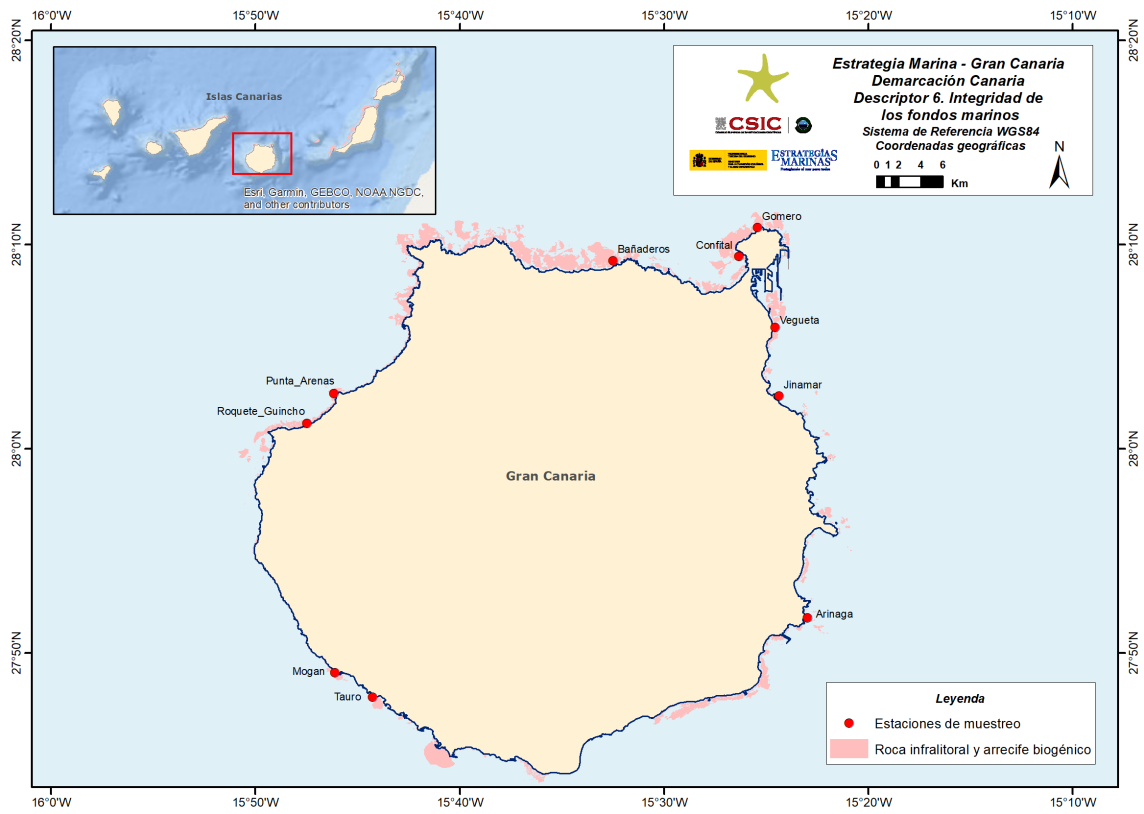 16°0'W
15°50'W
15°40'W
15°30'W
15°20'W
15°10'W
28°20'N
28°20'N
Islas Canarias
Esri, Garmin, GEBCO, NOAA NGDC,
and other contributors
Estrategia Marina - Gran Canaria
Demarcación Canaria
Descriptor 6. Integridad de
los fondos marinos
Sistema de Referencia WGS84
Coordenadas geográficas
CSIC
ESTRATEGIAS
MARINAS
0 1 2 4 6
Km
N
Gomero
28°10'N
Bañaderos
Confital
28°10'N
Vegueta
Punta_Arenas
Jinamar
Roquete_Guincho
28°0'N
28°0'N
Gran Canaria
Arinaga
27°50'N
27°50'N
Mogan
Tauro
Leyenda
Estaciones de muestreo
Roca infralitoral y arrecife biogénico
16°0'W
15°50'W
15°40'W
15°30'W
15°20'W
15°10'W